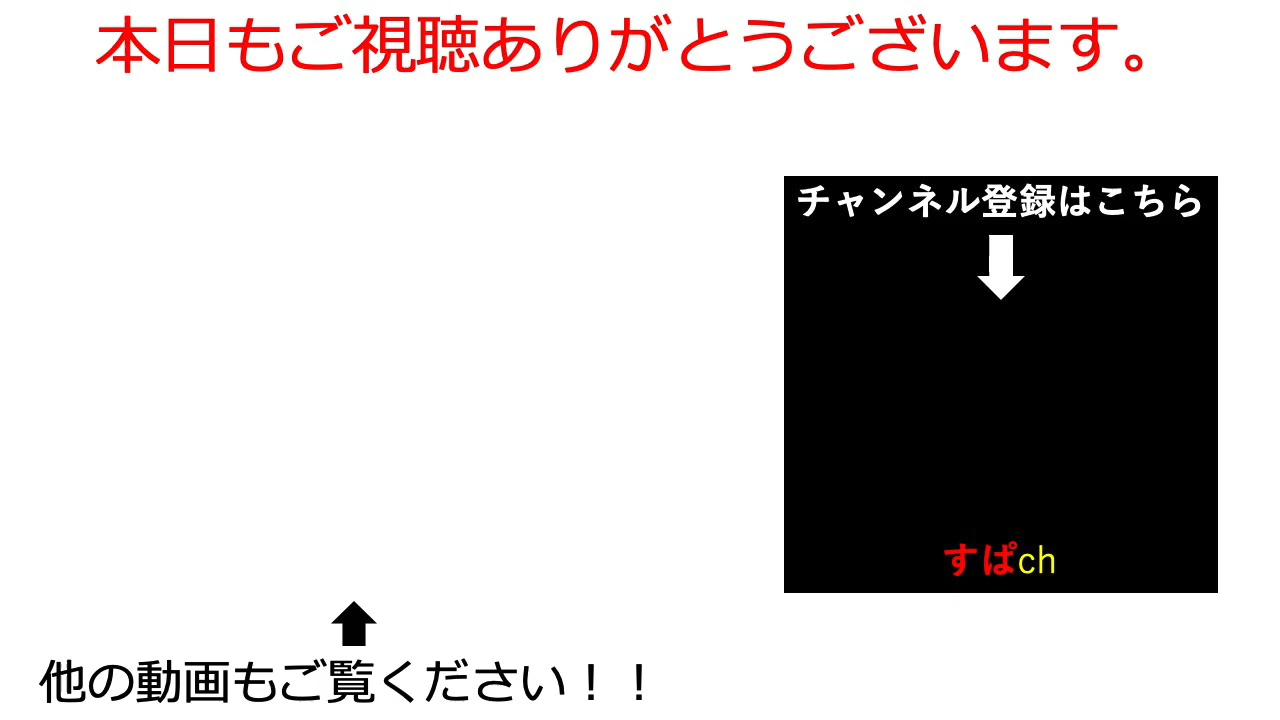 本日もご視聴ありがとうございます。
チャンネル登録はこちら
すぱch
他の動画もご覧ください！！